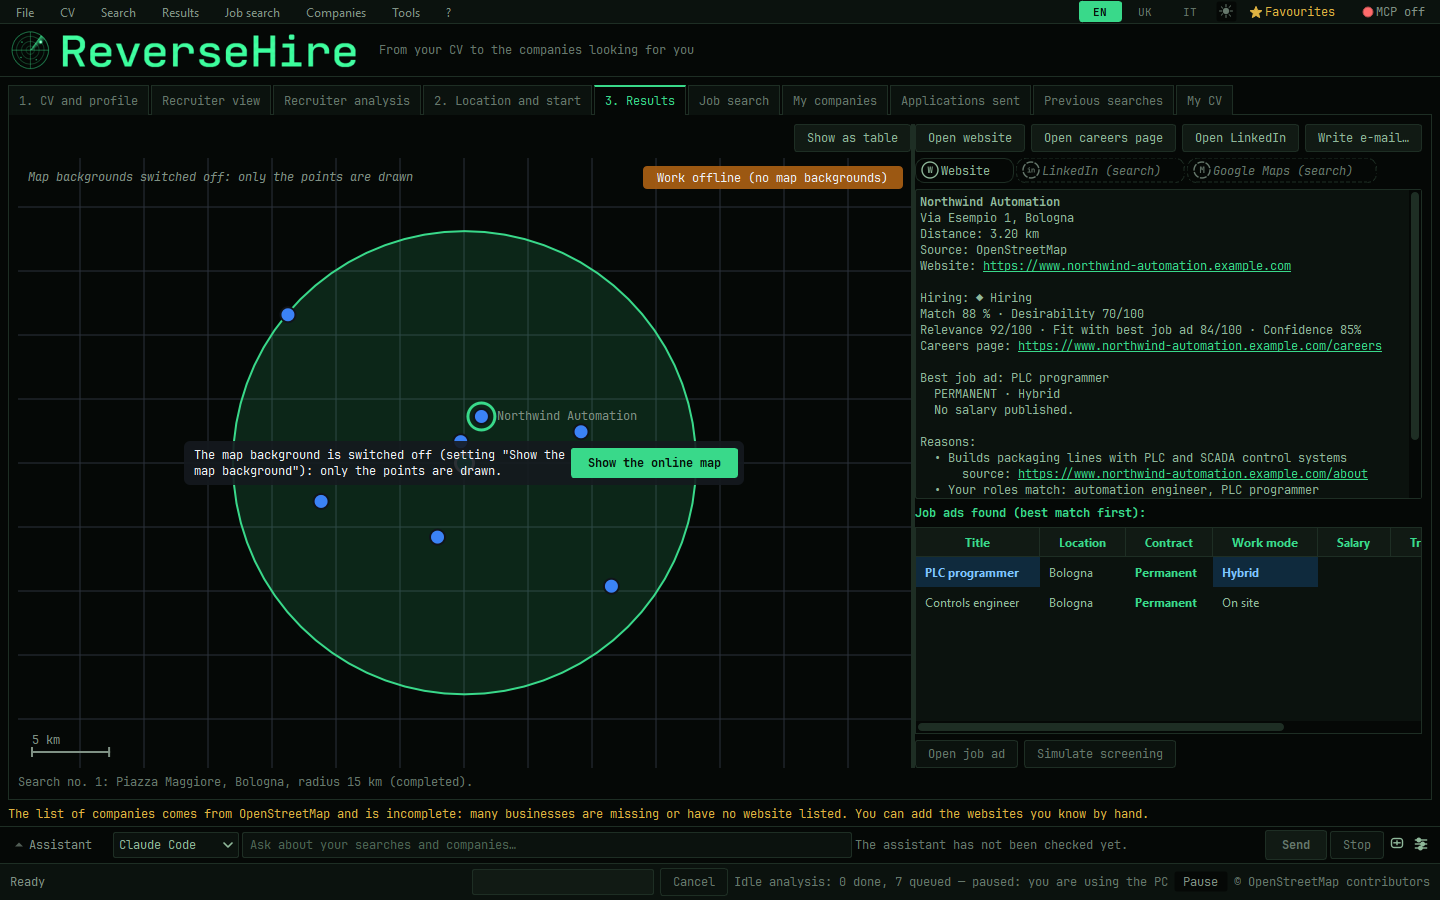 File CV Search Results Job search Companies Tools ? EN UK IT Favourites MCP off
ReverseHire From your CV to the companies looking for you
1. CV and profile Recruiter view Recruiter analysis 2. Location and start 3. Results Job search My companies Applications sent Previous searches My CV
Show as table Open website Open careers page Open LinkedIn Write e-mail…
Map backgrounds switched off: only the points are drawn
Work offline (no map backgrounds)
W Website in LinkedIn (search) M Google Maps (search)
Northwind Automation
Via Esempio 1, Bologna
Distance: 3.20 km
Source: OpenStreetMap
Website: https://www.northwind-automation.example.com
Hiring: ◆ Hiring
Match 88 % · Desirability 70/100
Relevance 92/100 · Fit with best job ad 84/100 · Confidence 85%
Careers page: https://www.northwind-automation.example.com/careers
Best job ad: PLC programmer
PERMANENT · Hybrid
No salary published.
Reasons:
• Builds packaging lines with PLC and SCADA control systems
source: https://www.northwind-automation.example.com/about
• Your roles match: automation engineer, PLC programmer
Northwind Automation
The map background is switched off (setting "Show the
map background"): only the points are drawn.
Show the online map
5 km
Job ads found (best match first):
Title Location Contract Work mode Salary Tr
PLC programmer Bologna Permanent Hybrid
Controls engineer Bologna Permanent On site
Open job ad Simulate screening
Search no. 1: Piazza Maggiore, Bologna, radius 15 km (completed).
The list of companies comes from OpenStreetMap and is incomplete: many businesses are missing or have no website listed. You can add the websites you know by hand.
Assistant Claude Code Ask about your searches and companies… The assistant has not been checked yet. Send Stop
Ready Cancel Idle analysis: 0 done, 7 queued — paused: you are using the PC Pause © OpenStreetMap contributors